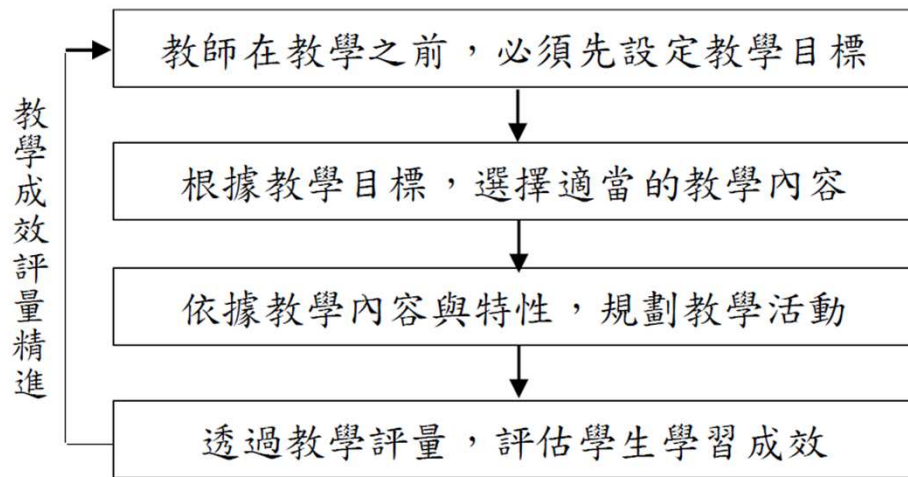 教師在教學之前，必須先設定教學目標
根據教學目標，選擇適當的教學內容
依據教學內容與特性，規劃教學活動
透過教學評量，評估學生學習成效
教學成效評量精進